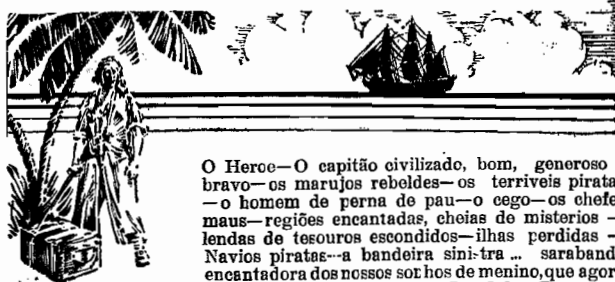 O Heroe—O capitão civilizado, bom, generoso
bravo—os marujos rebeldes—os terriveis pirata
—o homem de perna de pau—o cego—os chefe
maus—regiões encantadas, cheias de misterios —
lendas de tesouros escondidos—ilhas perdidas —
Navios piratas--a bandeira sinistra ... saraband
encantadora dos nossos sonhos de menino, que agor